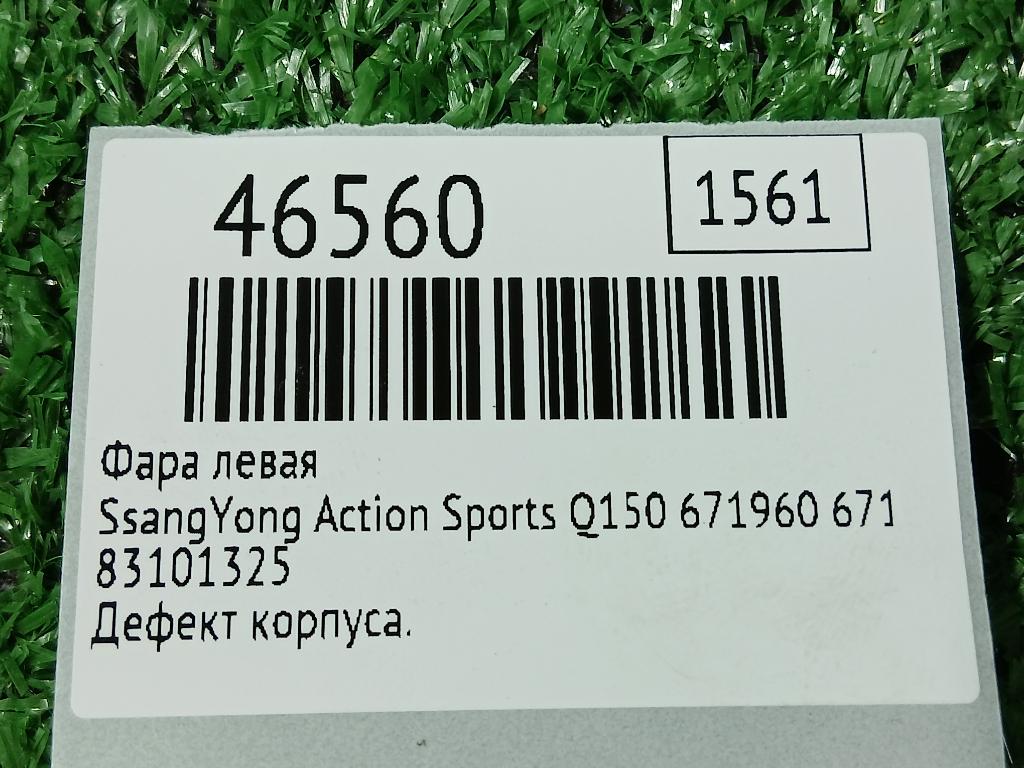 46560
1561
Фара левая
SsangYong Action Sports Q150 671960 671
83101325
Дефект корпуса.